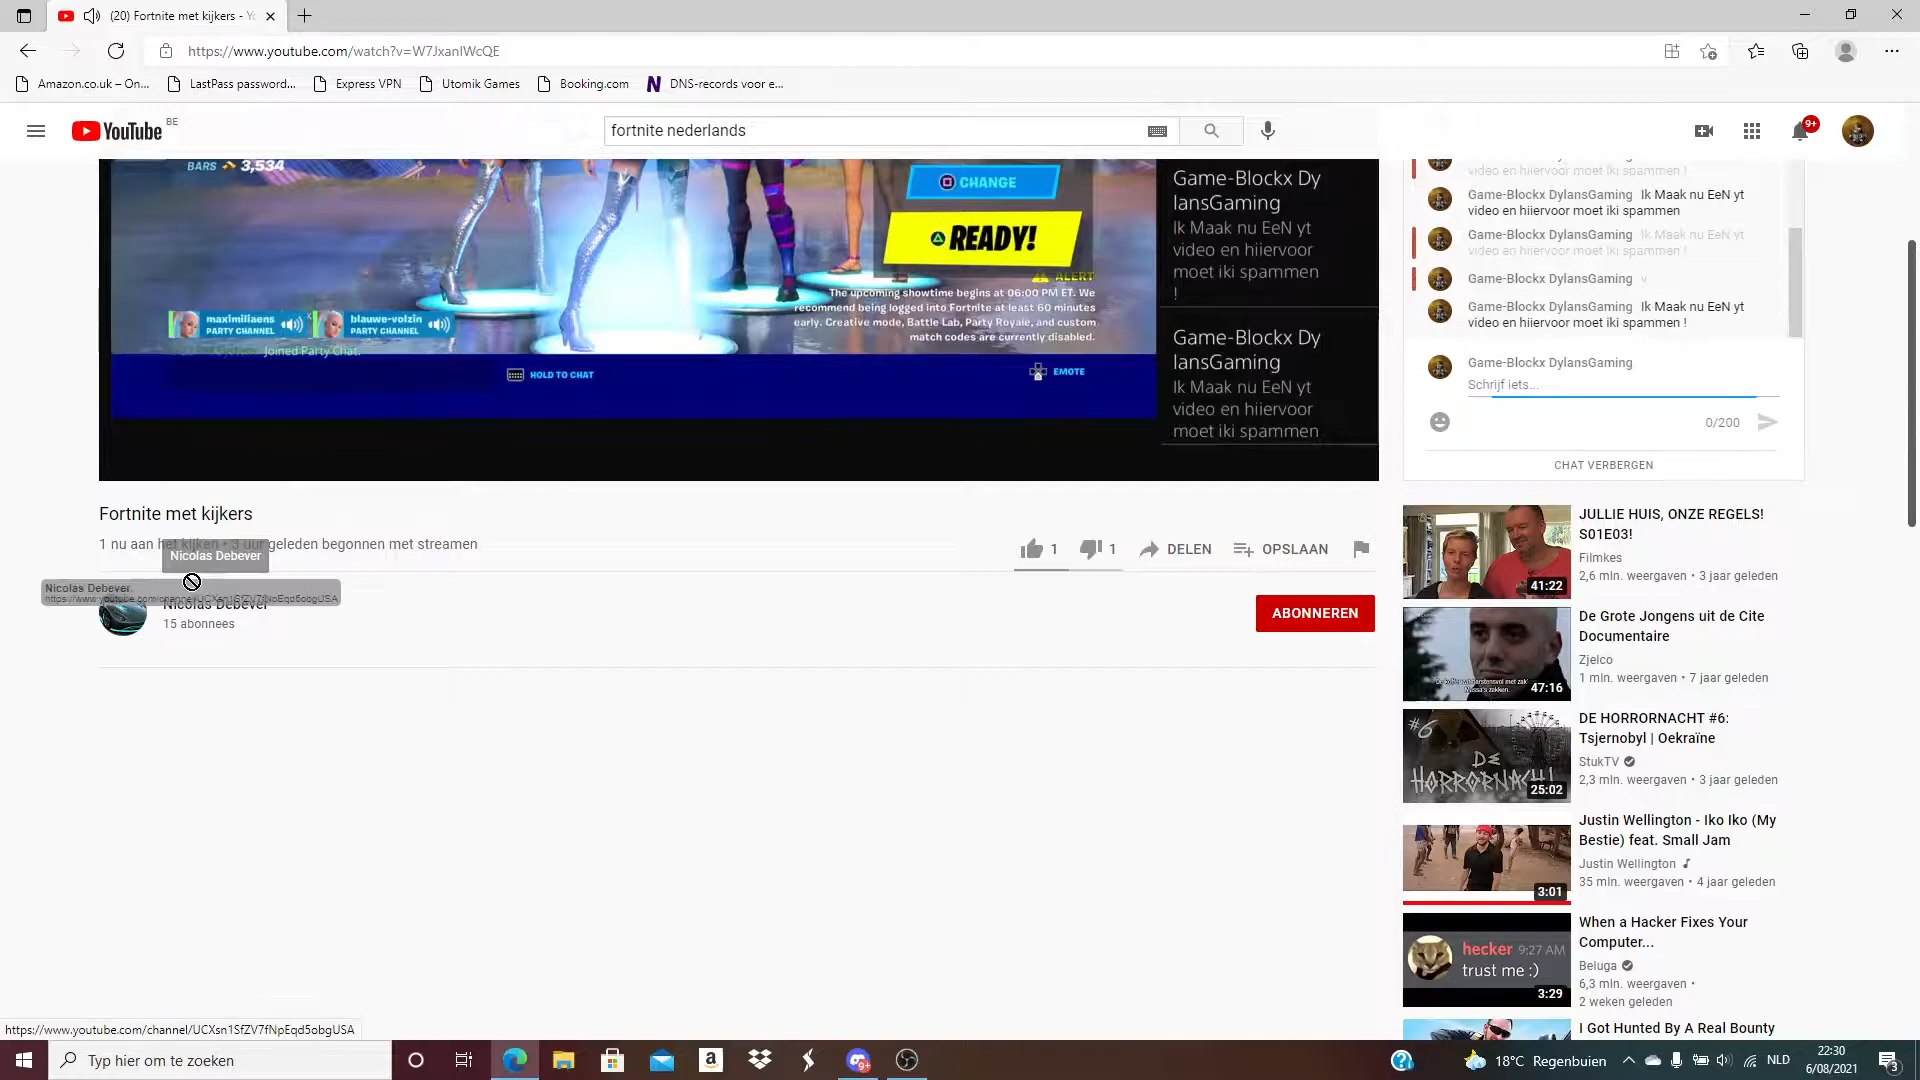 (20) Fortnite met kijkers - Yo
https://www.youtube.com/watch?v=W7JxanIWcQE
Amazon.co.uk – On...
LastPass password...
Express VPN
Utomik Games
Booking.com
DNS-records voor e...
YouTube BE
fortnite nederlands
9+
BARS 3,534
CHANGE
READY!
ALERT
The upcoming showtime begins at 06:00 PM ET. We
recommend being logged into Fortnite at least 60 minutes
early. Creative mode, Battle Lab, Party Royale, and custom
match codes are currently disabled.
maximiliaens
PARTY CHANNEL
blauwe-volzin
PARTY CHANNEL
Joined Party Chat.
HOLD TO CHAT
EMOTE
Game-Blockx Dy
lansGaming
Ik Maak nu EeN yt
video en hiiervoor
moet iki spammen
!
Game-Blockx Dy
lansGaming
Ik Maak nu EeN yt
video en hiiervoor
moet iki spammen
video en hiiervoor moet iki spammen !
Game-Blockx DylansGaming Ik Maak nu EeN yt
video en hiiervoor moet iki spammen
Game-Blockx DylansGaming Ik Maak nu EeN yt
video en hiiervoor moet iki spammen !
Game-Blockx DylansGaming v
Game-Blockx DylansGaming Ik Maak nu EeN yt
video en hiiervoor moet iki spammen !
Game-Blockx DylansGaming
Schrijf iets...
0/200
CHAT VERBERGEN
Fortnite met kijkers
1 nu aan het kijken • 3 uur geleden begonnen met streamen
1
1
DELEN
OPSLAAN
Nicolas Debever
Nicolas Debever
Nicolas Debever
15 abonnees
ABONNEREN
41:22
JULLIE HUIS, ONZE REGELS!
S01E03!
Filmkes
2,6 mln. weergaven • 3 jaar geleden
47:16
De Grote Jongens uit de Cite
Documentaire
Zjelco
1 mln. weergaven • 7 jaar geleden
#6
DE
HORRORNACHT
25:02
DE HORRORNACHT #6:
Tsjernobyl | Oekraïne
StukTV
2,3 mln. weergaven • 3 jaar geleden
3:01
Justin Wellington - Iko Iko (My
Bestie) feat. Small Jam
Justin Wellington
35 mln. weergaven • 4 jaar geleden
hecker 9:27 AM
trust me :)
3:29
When a Hacker Fixes Your
Computer...
Beluga
6,3 mln. weergaven •
2 weken geleden
I Got Hunted By A Real Bounty
https://www.youtube.com/channel/UCXsn1SfZV7fNpEqd5obgUSA
Typ hier om te zoeken
9+
18°C Regenbuien
NLD
22:30
6/08/2021
3